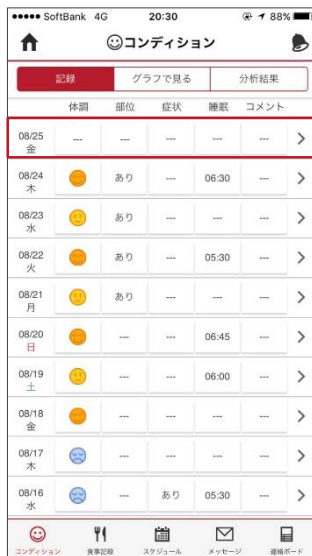 SoftBank 4G 20:30 88%
コンディション
記録 グラフで見る 分析結果
体調 部位 症状 睡眠 コメント
08/25 --- --- --- --- ---
金
08/24 あり --- 06:30 ---
木
08/23 あり --- --- ---
水
08/22 あり --- 05:30 ---
火
08/21 あり --- --- ---
月
08/20 --- --- 06:45 ---
日
08/19 --- --- 06:00 ---
土
08/18 --- --- --- ---
金
08/17 --- --- --- ---
木
08/16 --- あり 05:30 ---
水
コンディション 食事記録 スケジュール メッセージ 連絡ボード